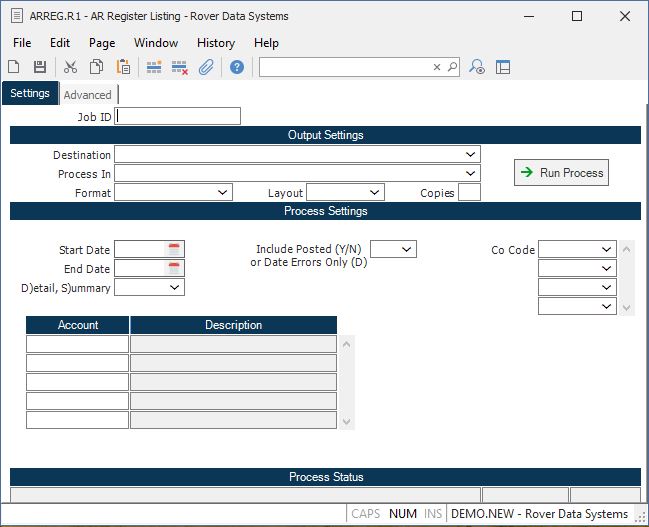 ARREG.R1 - AR Register Listing - Rover Data Systems
File Edit Page Window History Help
Settings Advanced
Job ID
Output Settings
Destination
Process In
Run Process
Format Layout Copies
Process Settings
Start Date Include Posted (Y/N) Co Code
End Date or Date Errors Only (D)
D)etail, S)ummary
Account Description
Process Status
CAPS NUM INS DEMO.NEW - Rover Data Systems